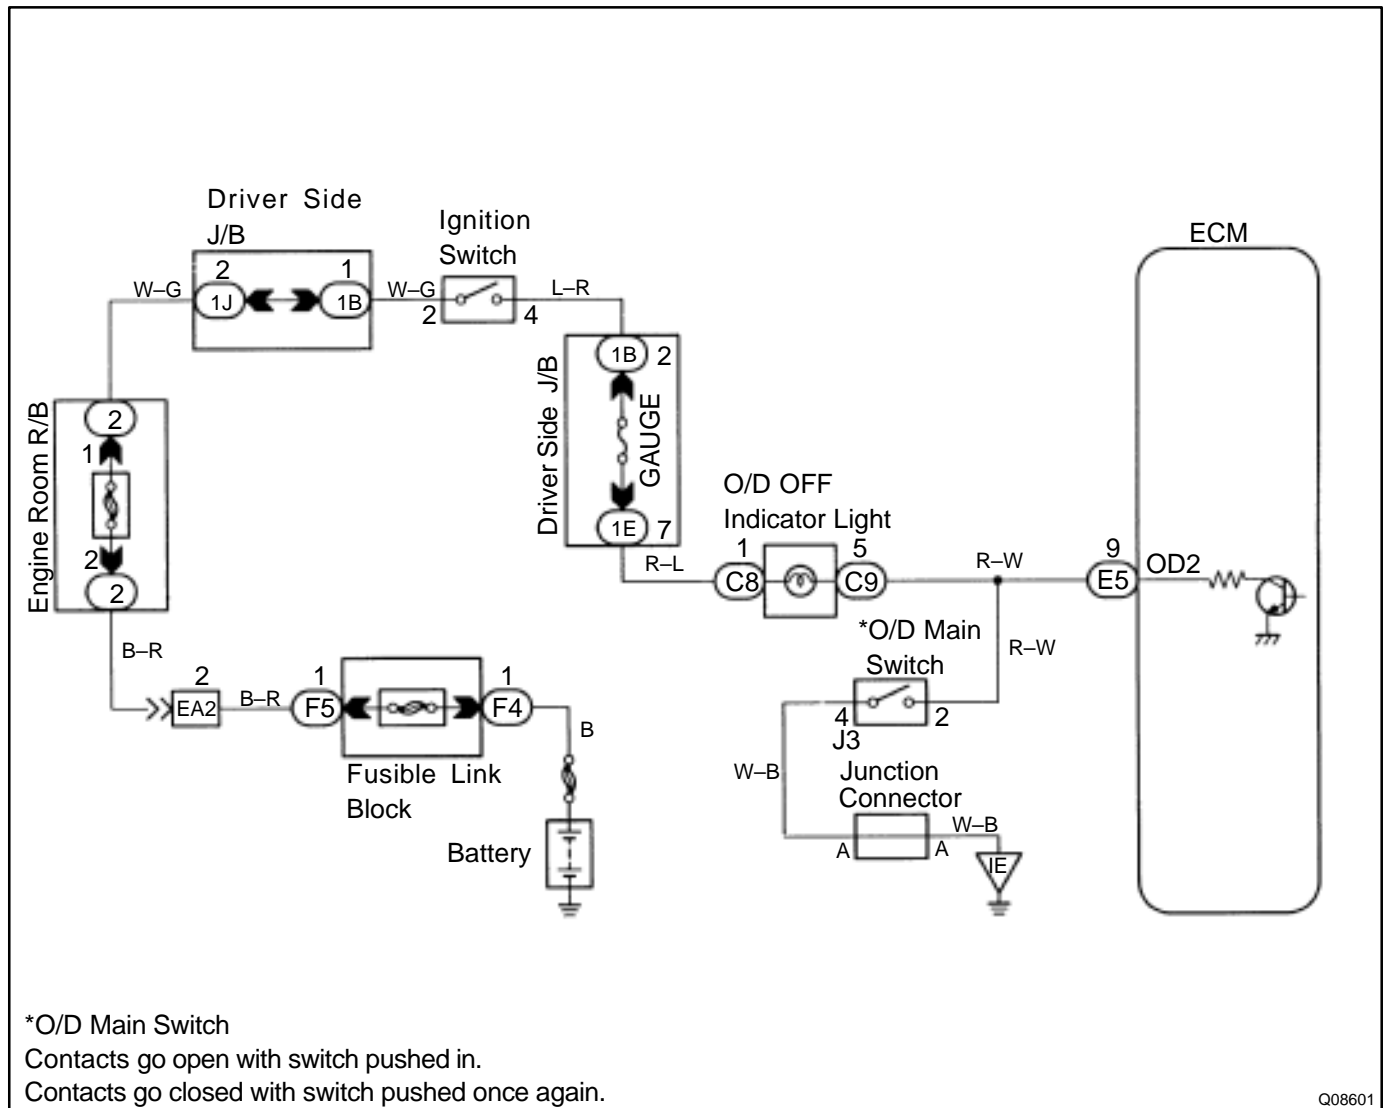 Driver Side
J/B
Ignition
Switch
ECM
2
1
W–G
1J
1B
W–G
2
4
L–R
1B
2
Driver Side J/B
GAUGE
1E
7
Engine Room R/B
2
1
2
2
R–L
O/D OFF
Indicator Light
1
5
C8
C9
R–W
9
E5
OD2
*O/D Main
Switch
R–W
4
2
J3
B–R
2
EA2
B–R
1
F5
1
F4
B
Fusible Link
Block
Battery
W–B
Junction
Connector
A
A
W–B
IE
*O/D Main Switch
Contacts go open with switch pushed in.
Contacts go closed with switch pushed once again.
Q08601